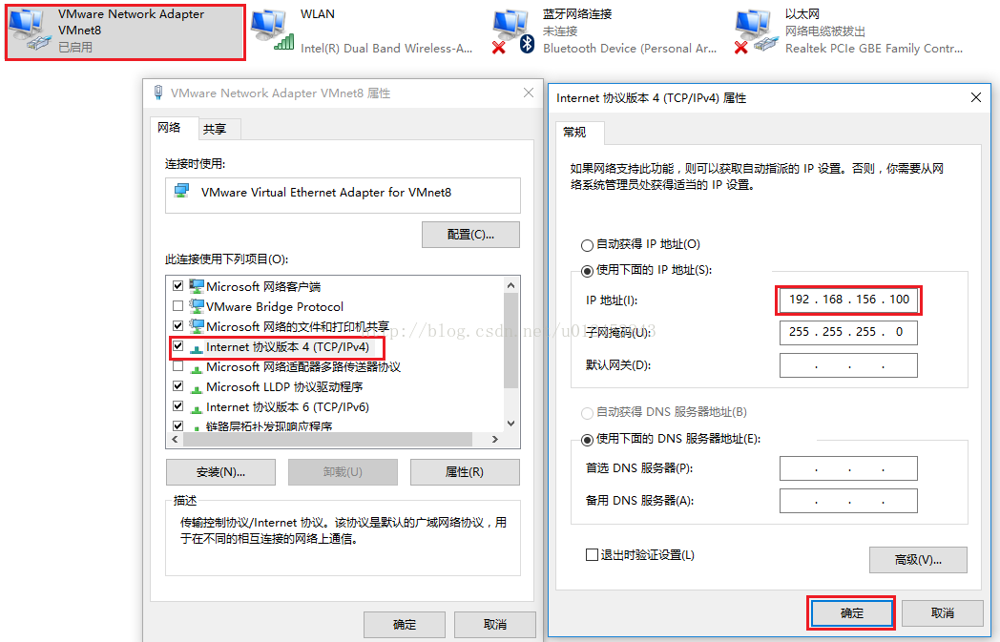 VMware Network Adapter
VMnet8
已启用
WLAN
Intel(R) Dual Band Wireless-A...
蓝牙网络连接
未连接
Bluetooth Device (Personal Ar...
以太网
网络电缆被拔出
Realtek PCIe GBE Family Contr...
VMware Network Adapter VMnet8 属性
网络
共享
连接时使用:
VMware Virtual Ethernet Adapter for VMnet8
配置(C)...
此连接使用下列项目(O):
Microsoft 网络客户端
VMware Bridge Protocol
Microsoft 网络的文件和打印机共享
Internet 协议版本 4 (TCP/IPv4)
Microsoft 网络适配器多路传送器协议
Microsoft LLDP 协议驱动程序
Internet 协议版本 6 (TCP/IPv6)
链路层拓扑发现响应程序
安装(N)...
卸载(U)
属性(R)
描述
传输控制协议/Internet 协议。该协议是默认的广域网络协议，用
于在不同的相互连接的网络上通信。
确定
取消
Internet 协议版本 4 (TCP/IPv4) 属性
常规
如果网络支持此功能，则可以获取自动指派的 IP 设置。否则，你需要从网
络系统管理员处获得适当的 IP 设置。
自动获得 IP 地址(O)
使用下面的 IP 地址(S):
IP 地址(I):
192 . 168 . 156 . 100
子网掩码(U):
255 . 255 . 255 . 0
默认网关(D):
. . .
自动获得 DNS 服务器地址(B)
使用下面的 DNS 服务器地址(E):
首选 DNS 服务器(P):
. . .
备用 DNS 服务器(A):
. . .
退出时验证设置(L)
高级(V)...
确定
取消